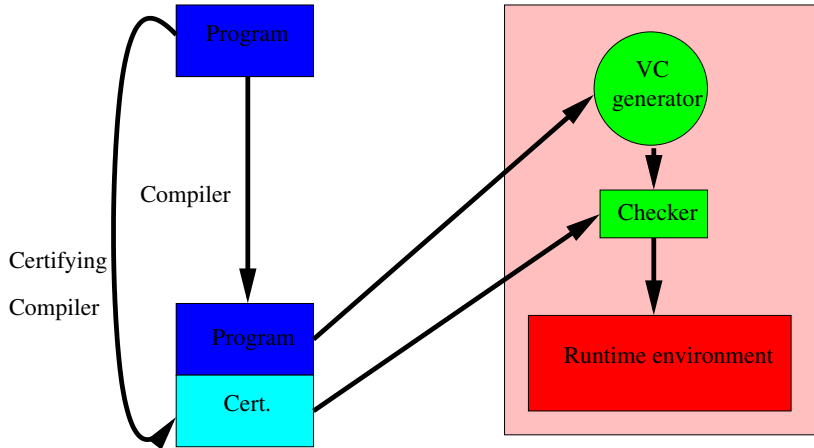 Program
VC
generator
Compiler
Checker
Certifying
Compiler
Program
Runtime environment
Cert.